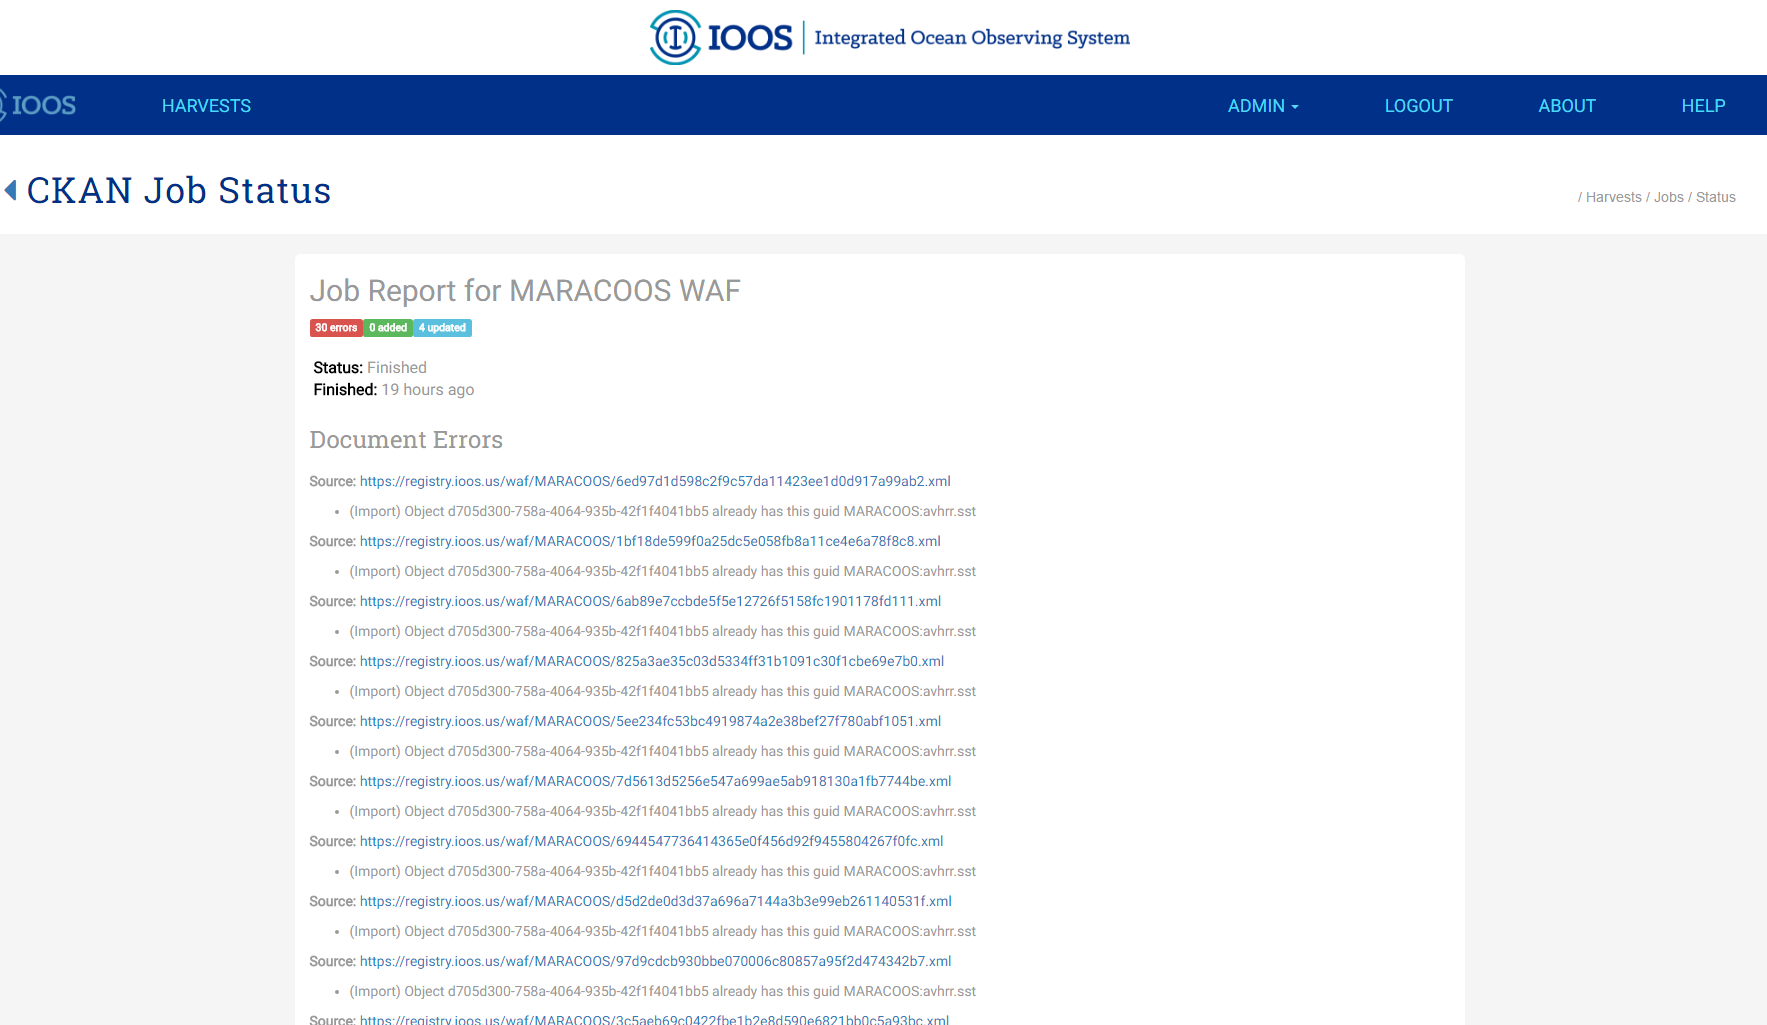 IOOS Integrated Ocean Observing System
IOOS HARVESTS ADMIN LOGOUT ABOUT HELP
CKAN Job Status
/ Harvests / Jobs / Status
Job Report for MARACOOS WAF
30 errors 0 added 4 updated
Status: Finished
Finished: 19 hours ago
Document Errors
Source: https://registry.ioos.us/waf/MARACOOS/6ed97d1d598c2f9c57da11423ee1d0d917a99ab2.xml
• (Import) Object d705d300-758a-4064-935b-42f1f4041bb5 already has this guid MARACOOS:avhrr.sst
Source: https://registry.ioos.us/waf/MARACOOS/1bf18de599f0a25dc5e058fb8a11ce4e6a78f8c8.xml
• (Import) Object d705d300-758a-4064-935b-42f1f4041bb5 already has this guid MARACOOS:avhrr.sst
Source: https://registry.ioos.us/waf/MARACOOS/6ab89e7ccbde5f5e12726f5158fc1901178fd111.xml
• (Import) Object d705d300-758a-4064-935b-42f1f4041bb5 already has this guid MARACOOS:avhrr.sst
Source: https://registry.ioos.us/waf/MARACOOS/825a3ae35c03d5334ff31b1091c30f1cbe69e7b0.xml
• (Import) Object d705d300-758a-4064-935b-42f1f4041bb5 already has this guid MARACOOS:avhrr.sst
Source: https://registry.ioos.us/waf/MARACOOS/5ee234fc53bc4919874a2e38bef27f780abf1051.xml
• (Import) Object d705d300-758a-4064-935b-42f1f4041bb5 already has this guid MARACOOS:avhrr.sst
Source: https://registry.ioos.us/waf/MARACOOS/7d5613d5256e547a699ae5ab918130a1fb7744be.xml
• (Import) Object d705d300-758a-4064-935b-42f1f4041bb5 already has this guid MARACOOS:avhrr.sst
Source: https://registry.ioos.us/waf/MARACOOS/6944547736414365e0f456d92f9455804267f0fc.xml
• (Import) Object d705d300-758a-4064-935b-42f1f4041bb5 already has this guid MARACOOS:avhrr.sst
Source: https://registry.ioos.us/waf/MARACOOS/d5d2de0d3d37a696a7144a3b3e99eb261140531f.xml
• (Import) Object d705d300-758a-4064-935b-42f1f4041bb5 already has this guid MARACOOS:avhrr.sst
Source: https://registry.ioos.us/waf/MARACOOS/97d9cdcb930bbe070006c80857a95f2d474342b7.xml
• (Import) Object d705d300-758a-4064-935b-42f1f4041bb5 already has this guid MARACOOS:avhrr.sst
Source: https://registry.ioos.us/waf/MARACOOS/3c5aeb69c0422fbe1b2e8d590e6821bb0c5a93bc.xml